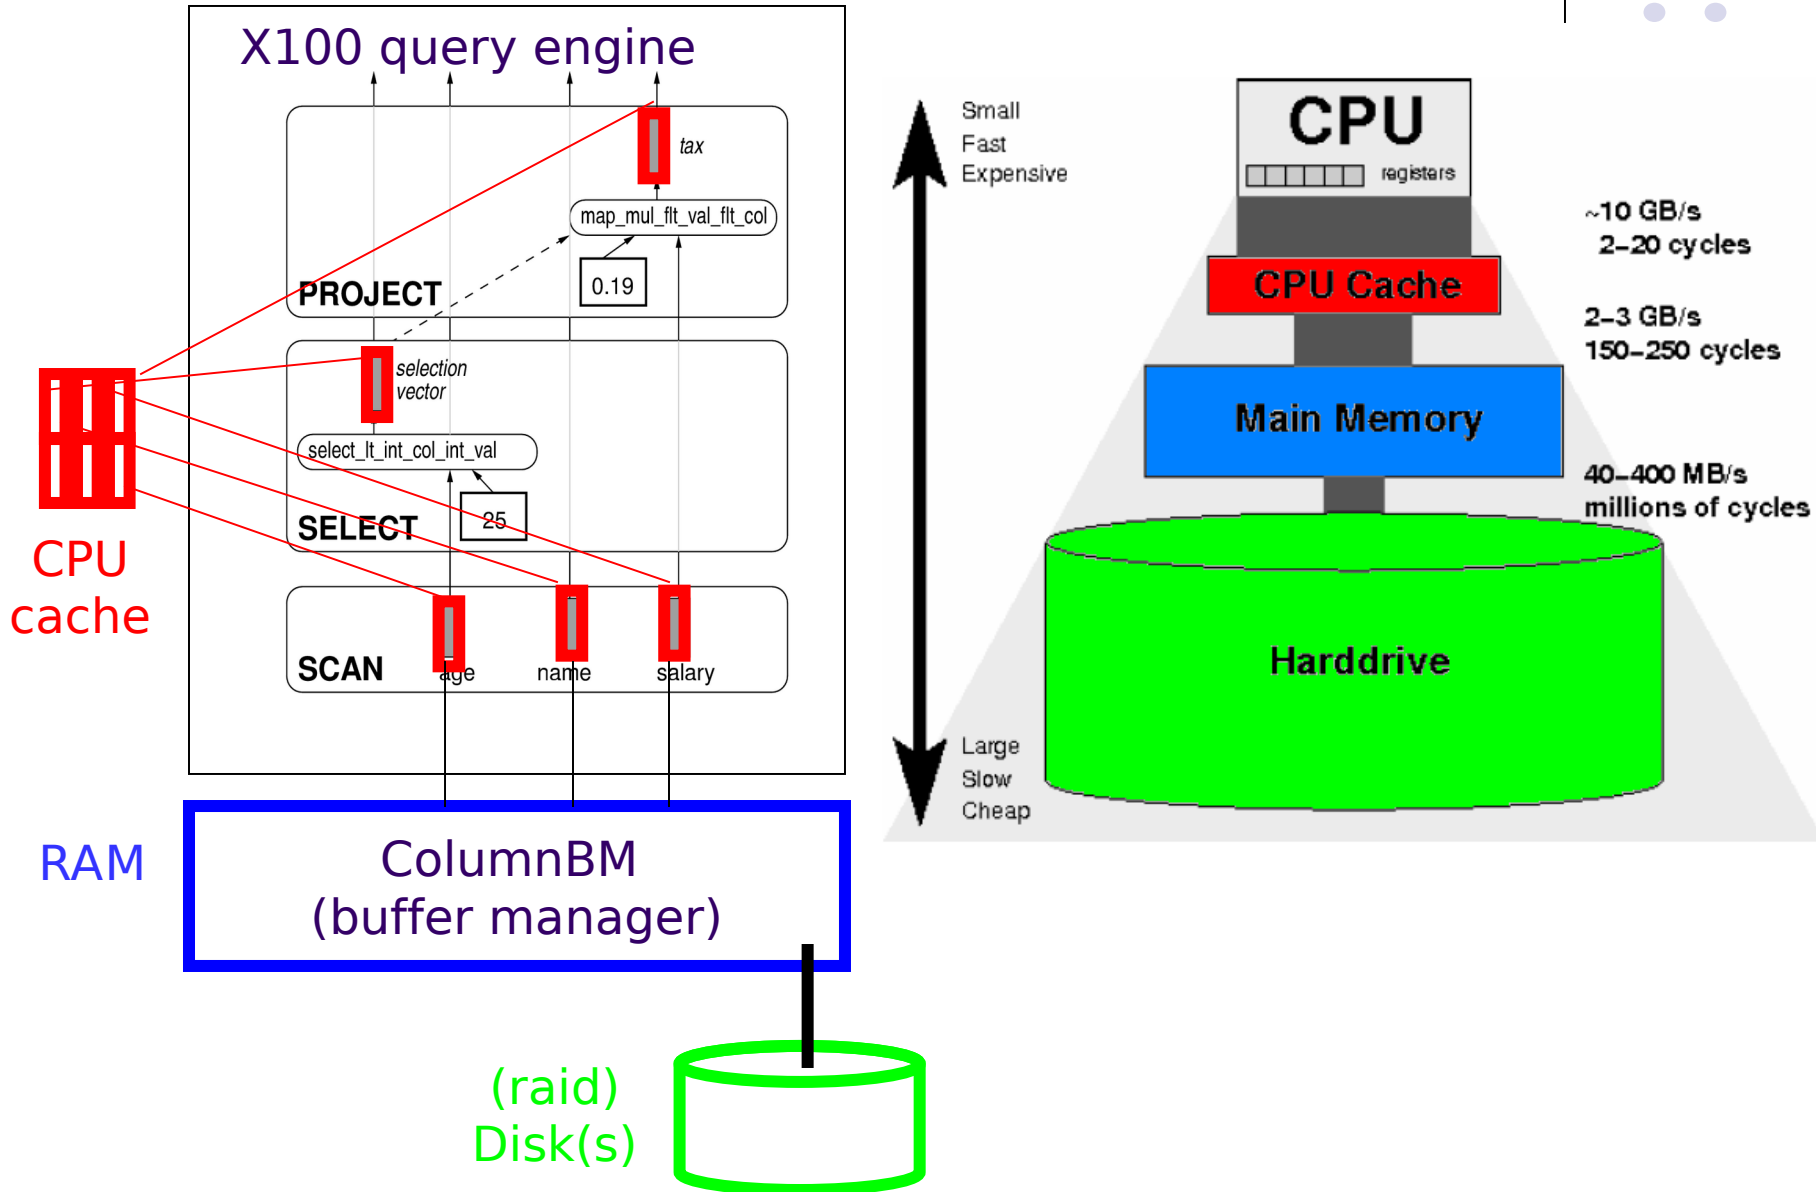 X100 query engine
tax
map_mul_flt_val_flt_col
0.19
PROJECT
selection
vector
select_lt_int_col_int_val
25
SELECT
SCAN
age
name
salary
CPU
cache
RAM
ColumnBM
(buffer manager)
(raid)
Disk(s)
Small
Fast
Expensive
CPU
registers
~10 GB/s
2-20 cycles
CPU Cache
2-3 GB/s
150-250 cycles
Main Memory
40-400 MB/s
millions of cycles
Harddrive
Large
Slow
Cheap